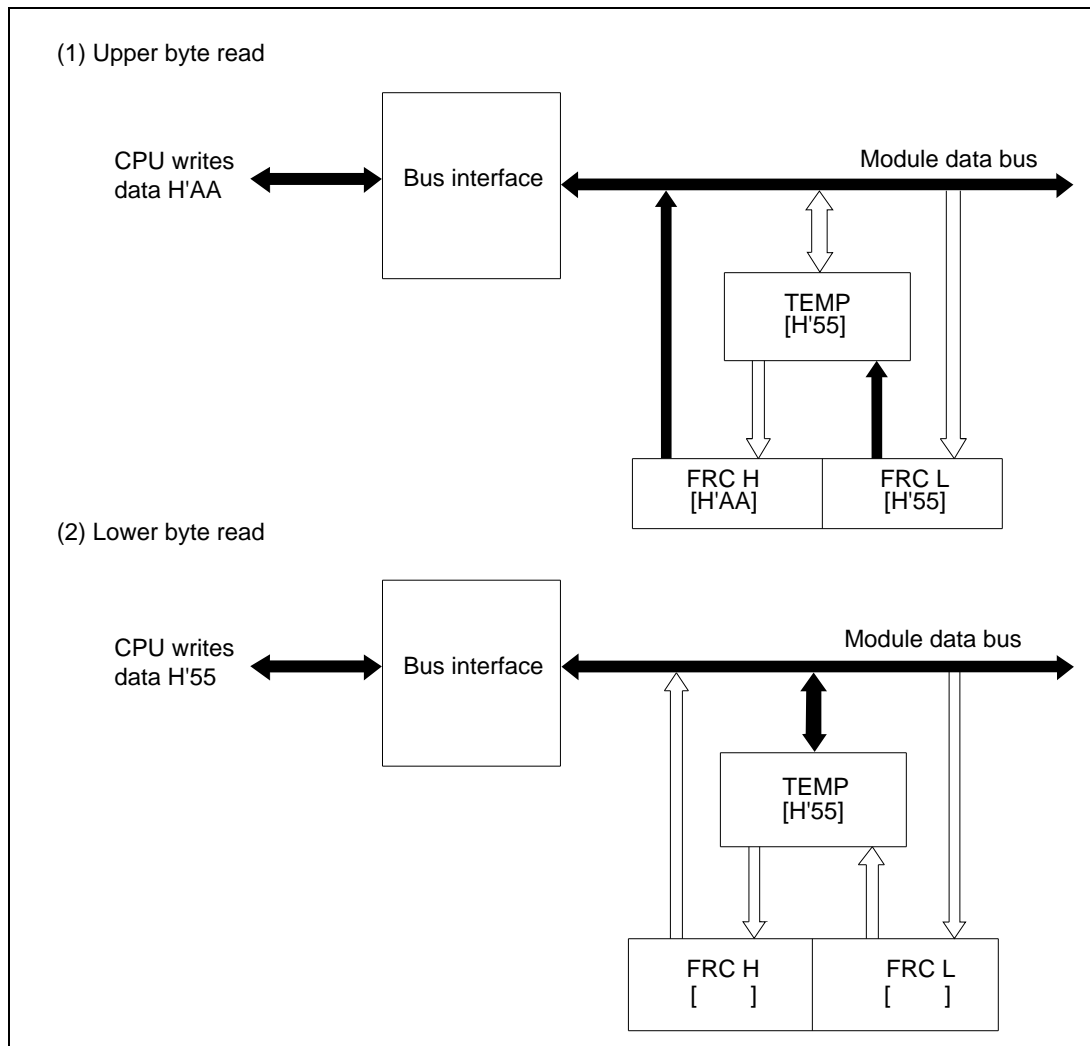 (1) Upper byte read
CPU writes
data H'AA
Bus interface
Module data bus
TEMP
[H'55]
FRC H
[H'AA]
FRC L
[H'55]
(2) Lower byte read
CPU writes
data H'55
Bus interface
Module data bus
TEMP
[H'55]
FRC H
[ ]
FRC L
[ ]